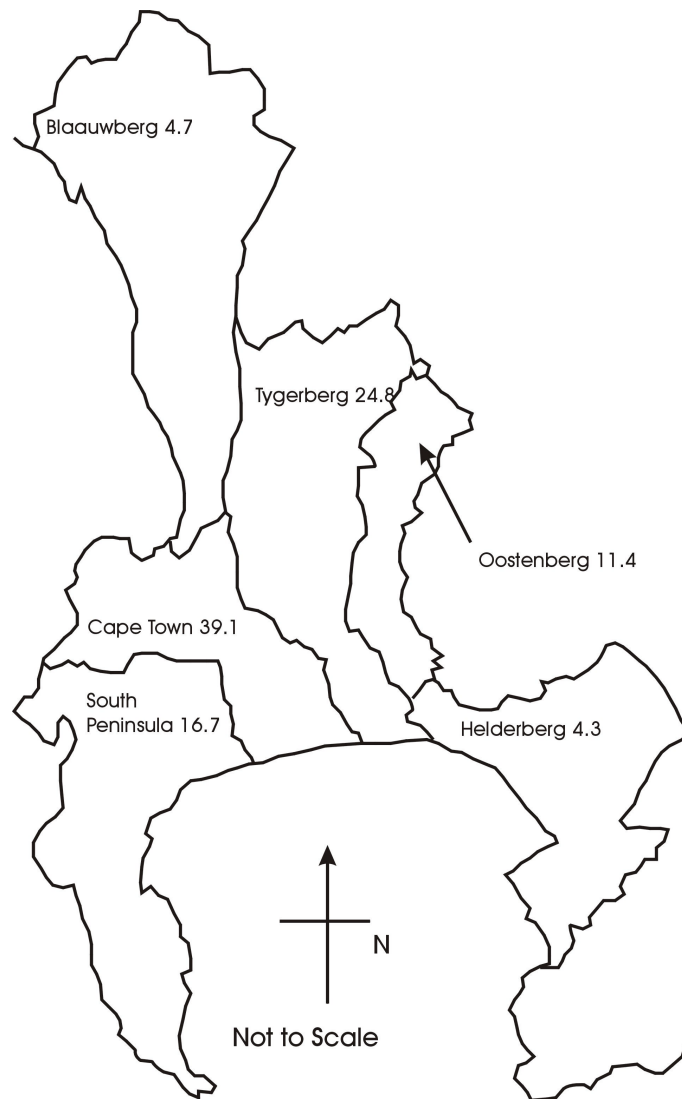 Blaauwberg 4.7
Tygerberg 24.8
Oostenberg 11.4
Cape Town 39.1
South
Peninsula 16.7
Helderberg 4.3
N
Not to Scale